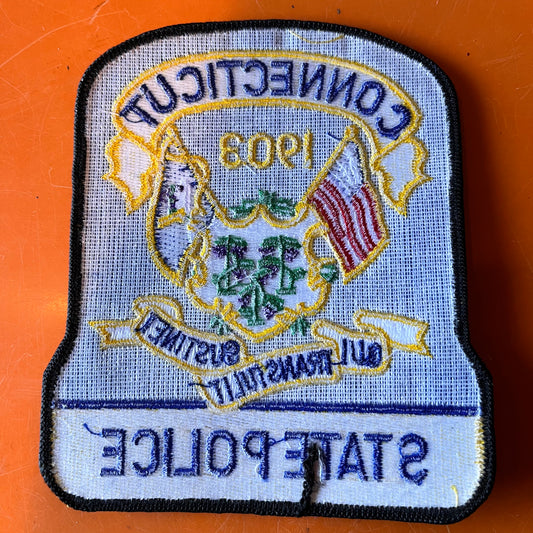 CONNECTICUT
1903
QUI TRANSTULIT SUSTINET
STATE POLICE